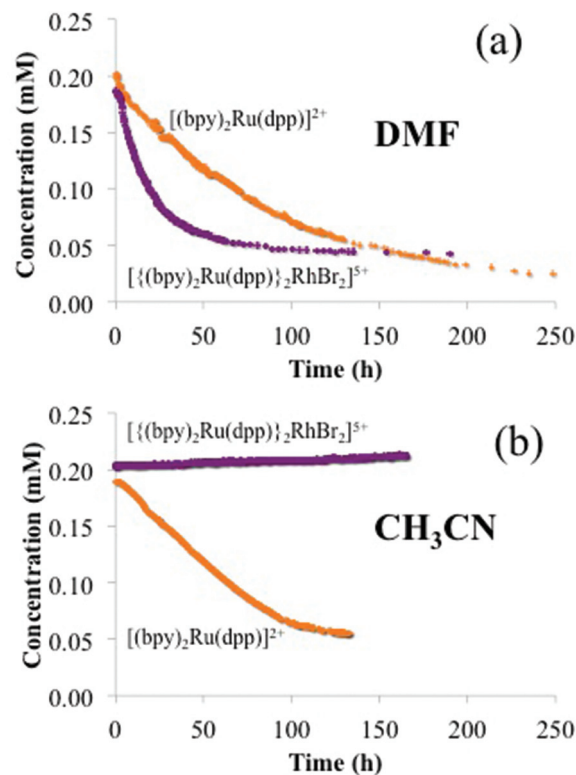 (a)
0.25
0.20
0.15
0.10
0.05
0.00
Concentration (mM)
[(bpy)₂Ru(dpp)]²⁺
DMF
[{(bpy)₂Ru(dpp)}₂RhBr₂]⁵⁺
0 50 100 150 200 250
Time (h)
(b)
0.25
0.20
0.15
0.10
0.05
0.00
Concentration (mM)
[{(bpy)₂Ru(dpp)}₂RhBr₂]⁵⁺
CH₃CN
[(bpy)₂Ru(dpp)]²⁺
0 50 100 150 200 250
Time (h)